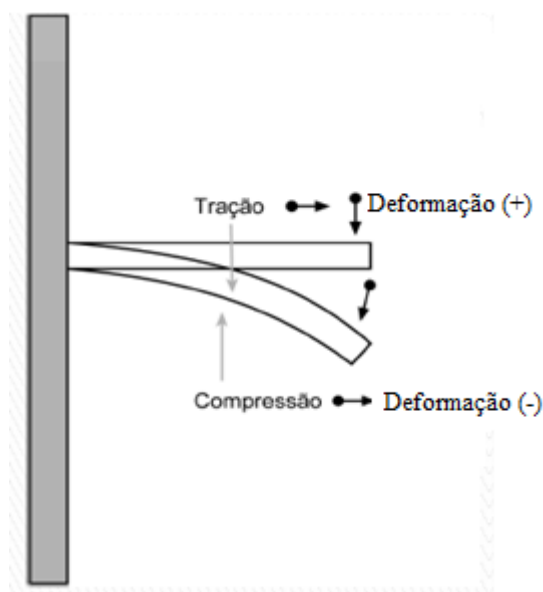 Tração
Deformação (+)
Compressão
Deformação (-)